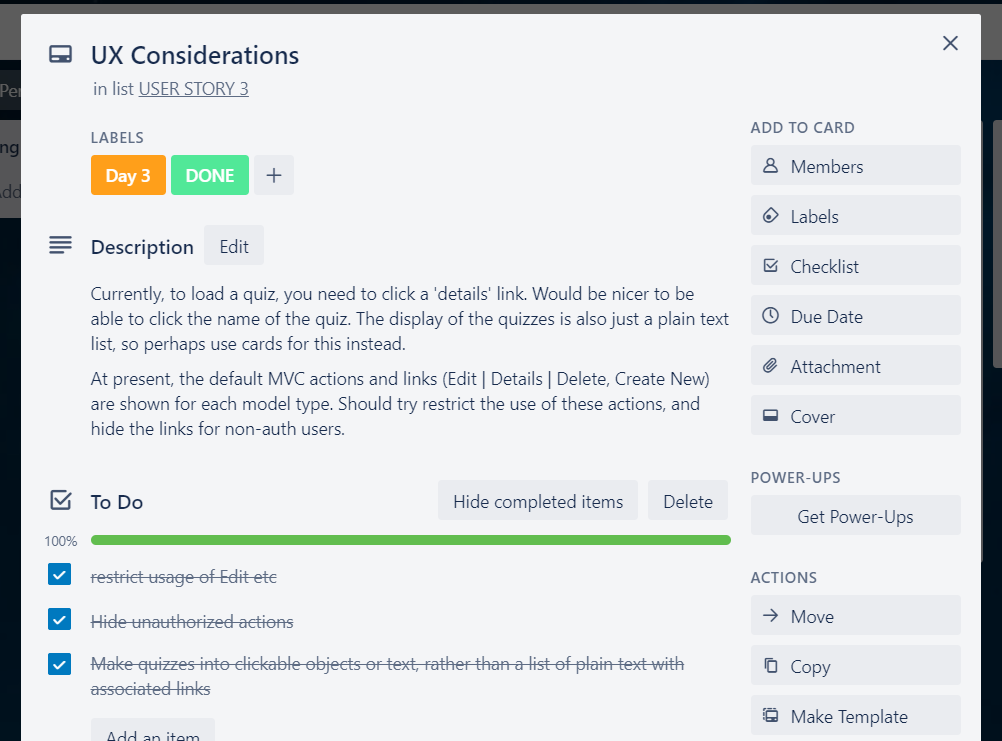 UX Considerations
in list USER STORY 3
Per
ng
Add
LABELS
Day 3
DONE
+
Description
Edit
Currently, to load a quiz, you need to click a 'details' link. Would be nicer to be
able to click the name of the quiz. The display of the quizzes is also just a plain text
list, so perhaps use cards for this instead.
At present, the default MVC actions and links (Edit | Details | Delete, Create New)
are shown for each model type. Should try restrict the use of these actions, and
hide the links for non-auth users.
To Do
Hide completed items
Delete
100%
restrict usage of Edit etc
Hide unauthorized actions
Make quizzes into clickable objects or text, rather than a list of plain text with
associated links
Add an item
ADD TO CARD
Members
Labels
Checklist
Due Date
Attachment
Cover
POWER-UPS
Get Power-Ups
ACTIONS
Move
Copy
Make Template